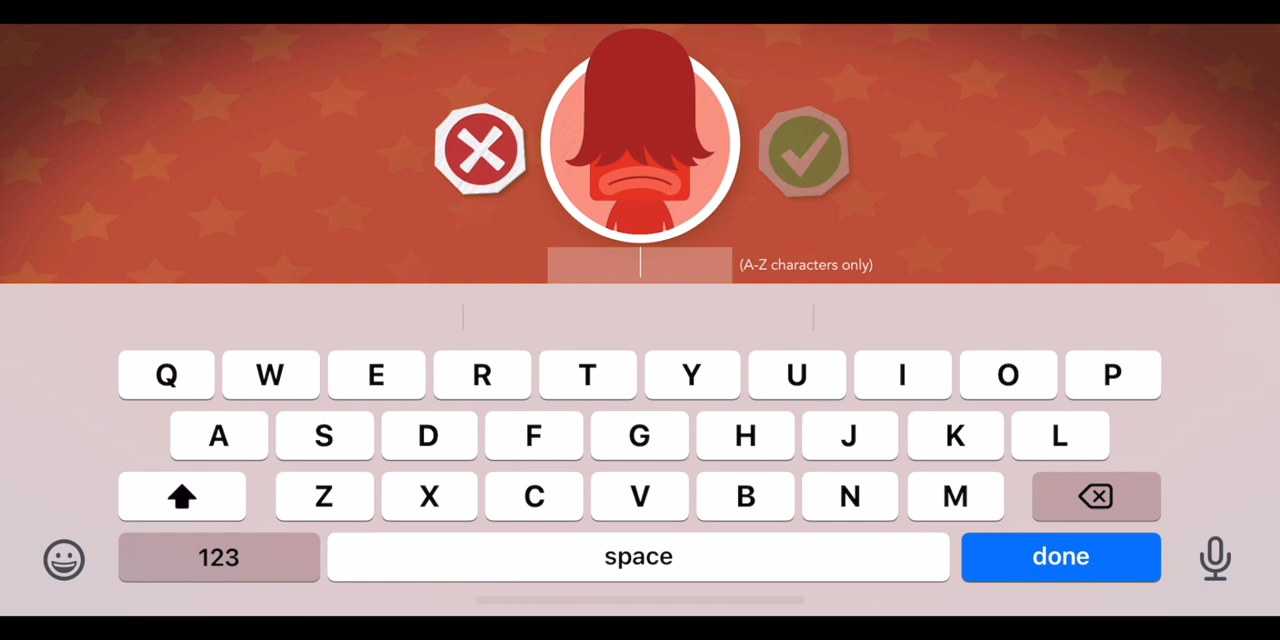 (A-Z characters only)
Q W E R T Y U I O P
A S D F G H J K L
Z X C V B N M
123 space done